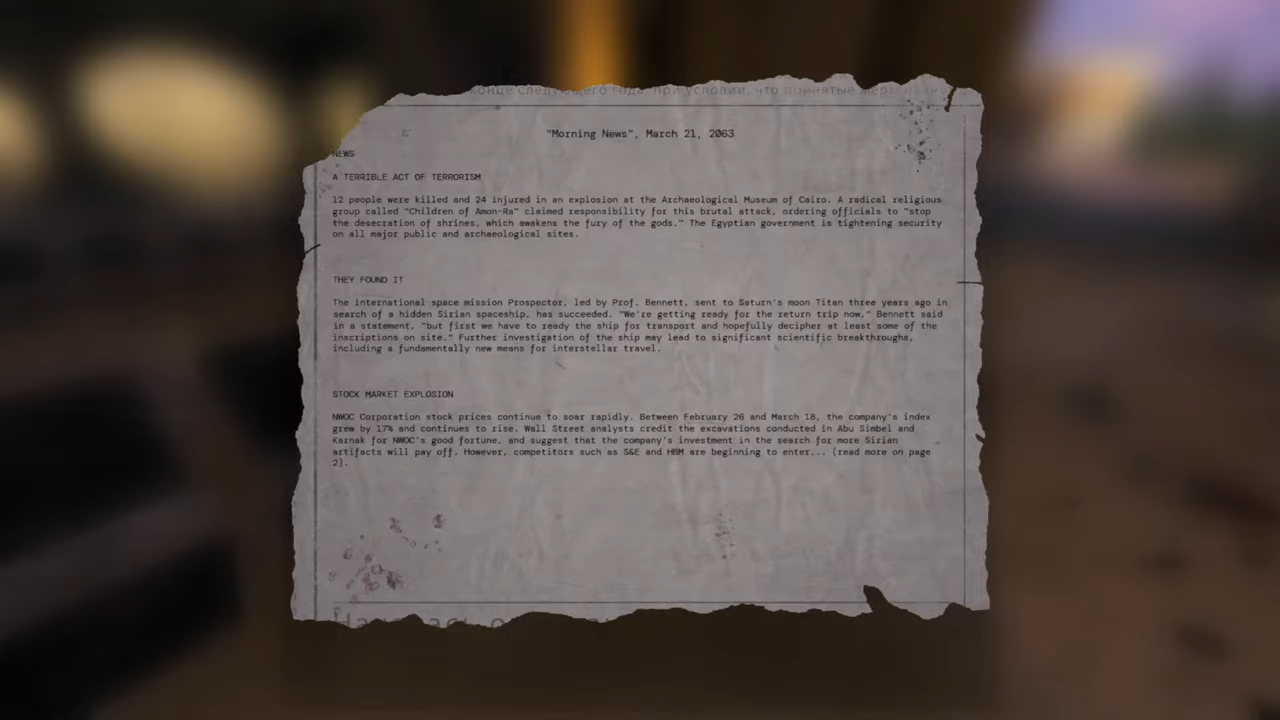 конце следующего года, при условии, что принятые мер
"Morning News", March 21, 2063
NEWS
A TERRIBLE ACT OF TERRORISM
12 people were killed and 24 injured in an explosion at the Archaeological Museum of Cairo. A radical religious
group called "Children of Amon-Ra" claimed responsibility for this brutal attack, ordering officials to "stop
the desecration of shrines, which awakens the fury of the gods." The Egyptian government is tightening security
on all major public and archaeological sites.
THEY FOUND IT
The international space mission Prospector, led by Prof. Bennett, sent to Saturn's moon Titan three years ago in
search of a hidden Sirian spaceship, has succeeded. "We're getting ready for the return trip now," Bennett said
in a statement, "but first we have to ready the ship for transport and hopefully decipher at least some of the
inscriptions on site." Further investigation of the ship may lead to significant scientific breakthroughs,
including a fundamentally new means for interstellar travel.
STOCK MARKET EXPLOSION
NWOC Corporation stock prices continue to soar rapidly. Between February 26 and March 18, the company's index
grew by 17% and continues to rise. Wall Street analysts credit the excavations conducted in Abu Simbel and
Karnak for NWOC's good fortune, and suggest that the company's investment in the search for more Sirian
artifacts will pay off. However, competitors such as S&E and HBM are beginning to enter... (read more on page
2).